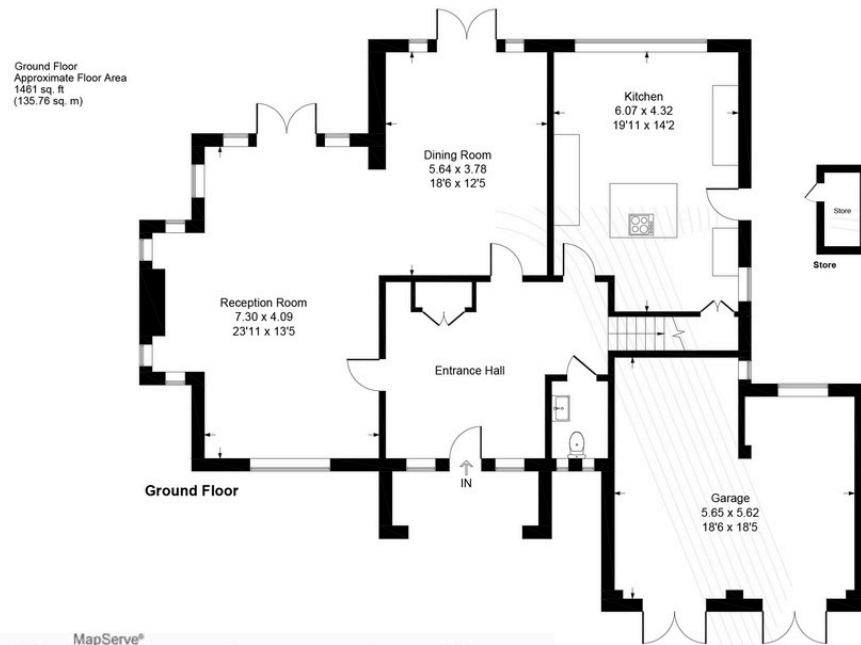 Ground Floor
Approximate Floor Area
1461 sq. ft
(135.76 sq. m)
Kitchen
6.07 x 4.32
19'11 x 14'2
Dining Room
5.64 x 3.78
18'6 x 12'5
Store
Store
Reception Room
7.30 x 4.09
23'11 x 13'5
Entrance Hall
IN
Ground Floor
Garage
5.65 x 5.62
18'6 x 18'5
MapServe®